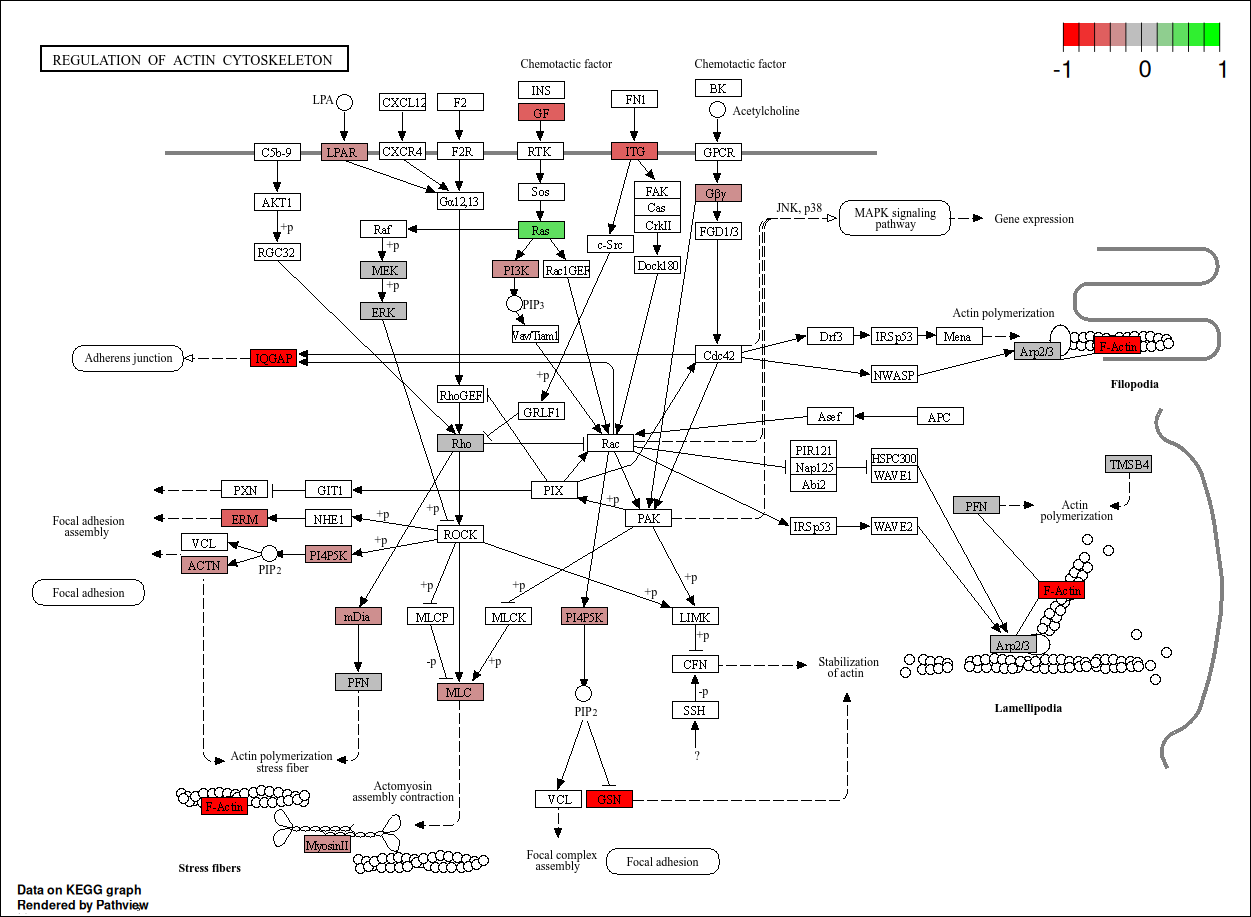 REGULATION OF ACTIN CYTOSKELETON
-1 0 1
Chemotactic factor
Chemotactic factor
INS
BK
LPA
CXCL12
F2
GF
FN1
Acetylcholine
C5b-9
LPAR
CXCR4
F2R
RTK
ITG
GPCR
AKT1
Gα12,13
Sos
FAK
Cas
CrkII
Gβγ
JNK, p38
MAPK signaling
pathway
Gene expression
+p
Raf
Ras
c-Src
FGD1/3
RGC32
+p
MEK
PI3K
Rac1GEF
Dock180
+p
ERK
PIP3
Vav/Tiam1
Actin polymerization
Drf3
IRSp53
Mena
Arp2/3
F-Actin
Adherens junction
IQGAP
Cdc42
NWASP
Filopodia
+p
RhoGEF
GRLF1
Asef
APC
Rho
Rac
PIR121
Nap125
Abi2
HSPC300
WAVE1
TMSB4
PXN
GIT1
PIX
+p
PFN
Actin
polymerization
Focal adhesion
assembly
ERM
NHE1
+p
+p
ROCK
PAK
IRSp53
WAVE2
VCL
ACTN
PIP2
PI4P5K
+p
Focal adhesion
+p
+p
+p
+p
F-Actin
mDia
MLCP
MLCK
PI4P5K
LIMK
+p
Arp2/3
CFN
Stabilization
of actin
-p
+p
PFN
MLC
-p
SSH
PIP2
Lamellipodia
?
Actin polymerization
stress fiber
Actomyosin
assembly contraction
F-Actin
VCL
GSN
MyosinII
Stress fibers
Focal complex
assembly
Focal adhesion
Data on KEGG graph
Rendered by Pathview